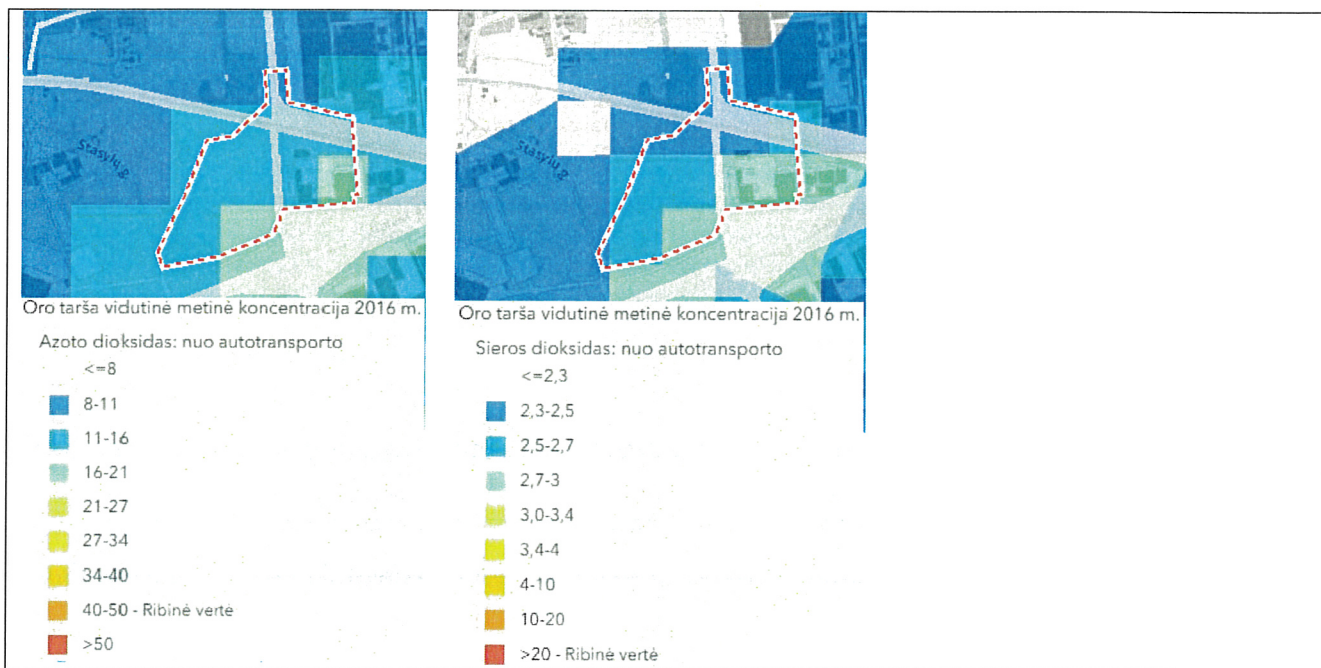 Stasylų g.
Oro tarša vidutinė metinė koncentracija 2016 m.
Azoto dioksidas: nuo autotransporto
<=8
8-11
11-16
16-21
21-27
27-34
34-40
40-50 - Ribinė vertė
>50
Stasylų g.
Oro tarša vidutinė metinė koncentracija 2016 m.
Sieros dioksidas: nuo autotransporto
<=2,3
2,3-2,5
2,5-2,7
2,7-3
3,0-3,4
3,4-4
4-10
10-20
>20 - Ribinė vertė